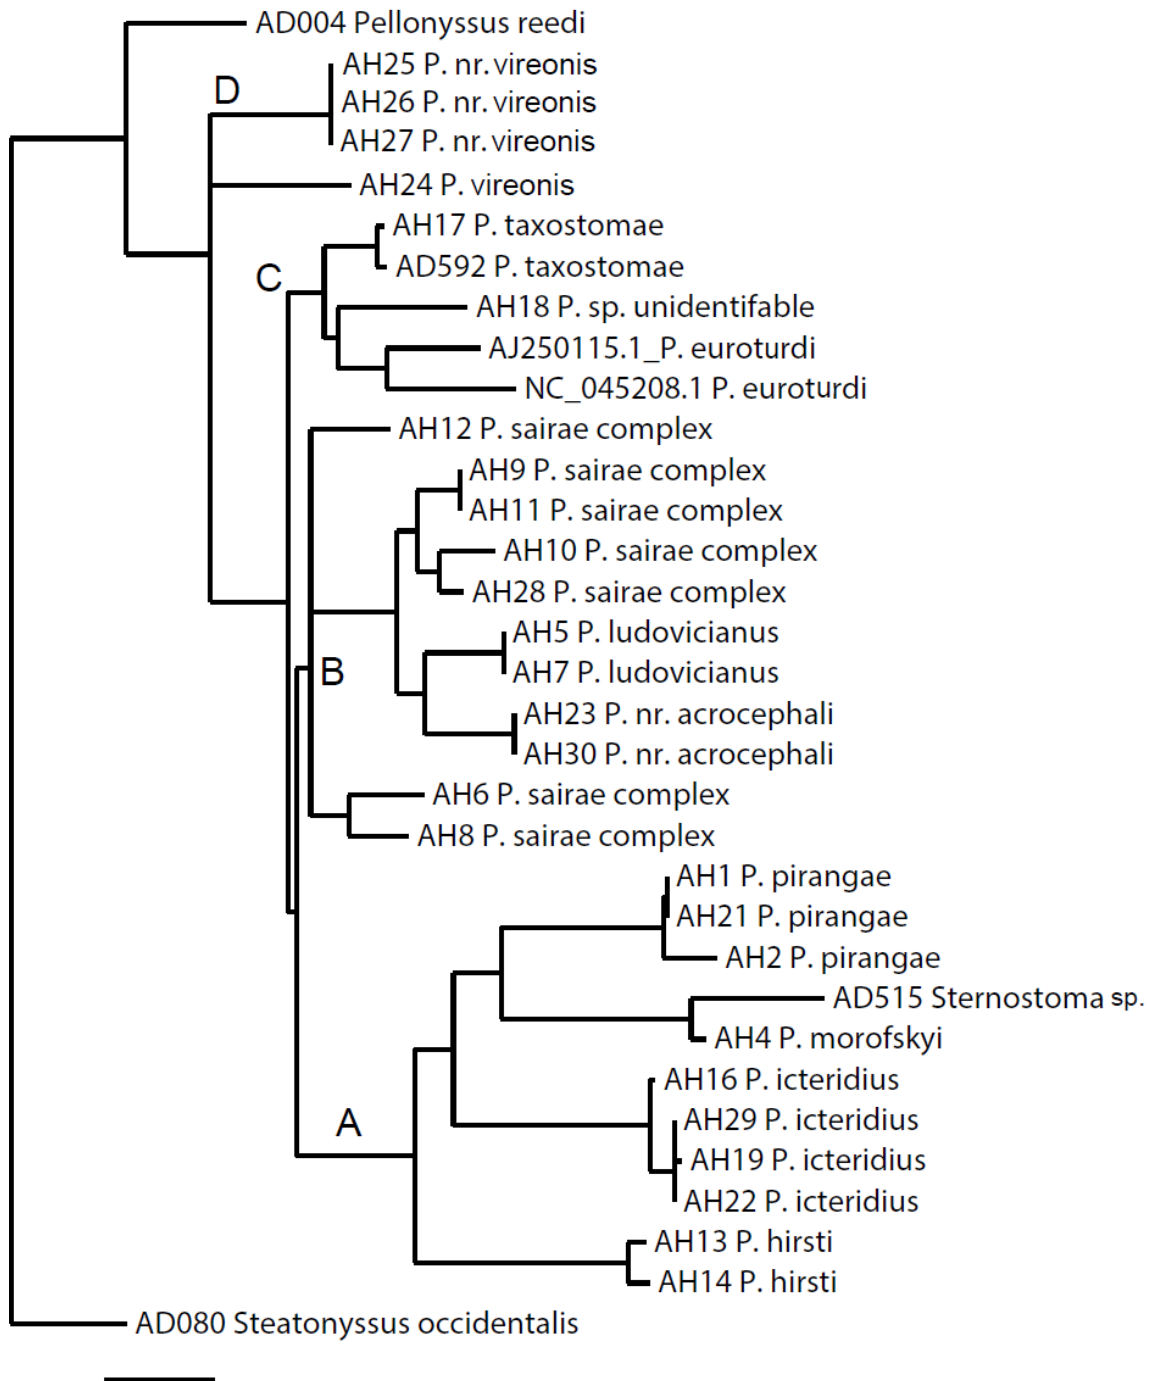 AD004 Pellonyssus reedi
AH25 P. nr. vireonis
D
AH26 P. nr. vireonis
AH27 P. nr. vireonis
AH24 P. vireonis
AH17 P. taxostomae
AD592 P. taxostomae
C
AH18 P. sp. unidentifable
AJ250115.1_P. euroturdi
NC_045208.1 P. euroturdi
AH12 P. sairae complex
AH9 P. sairae complex
AH11 P. sairae complex
AH10 P. sairae complex
AH28 P. sairae complex
AH5 P. ludovicianus
B
AH7 P. ludovicianus
AH23 P. nr. acrocephali
AH30 P. nr. acrocephali
AH6 P. sairae complex
AH8 P. sairae complex
AH1 P. pirangae
AH21 P. pirangae
AH2 P. pirangae
AD515 Sternostoma sp.
AH4 P. morofskyi
AH16 P. icteridius
AH29 P. icteridius
A
AH19 P. icteridius
AH22 P. icteridius
AH13 P. hirsti
AH14 P. hirsti
AD080 Steatonyssus occidentalis